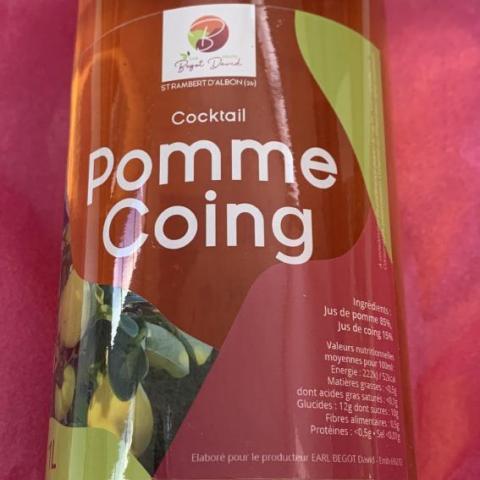 B
Begot David
ST RAMBERT D'ALBON (26)
Cocktail
Pomme
Coing
Ingrédients :
Jus de pomme 85%,
Jus de coing 15%
Valeurs nutritionnelles
moyennes pour 100ml:
Energie : 222kJ / 52kcal
Matières grasses : <0,5g
dont acides gras saturés : <0,1g
Glucides : 12g dont sucres : 10g
Fibres alimentaires : 0,5g
Protéines : <0,5g • Sel <0,01g
Elaboré pour le producteur EARL BEGOT David -
1L